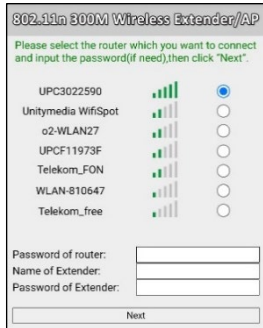 802.11n 300M Wireless Extender/AP
Please select the router which you want to connect
and input the password(if need),then click "Next".
UPC3022590
Unitymedia WifiSpot
o2-WLAN27
UPCF11973F
Telekom_FON
WLAN-810647
Telekom_free
Password of router:
Name of Extender:
Password of Extender:
Next